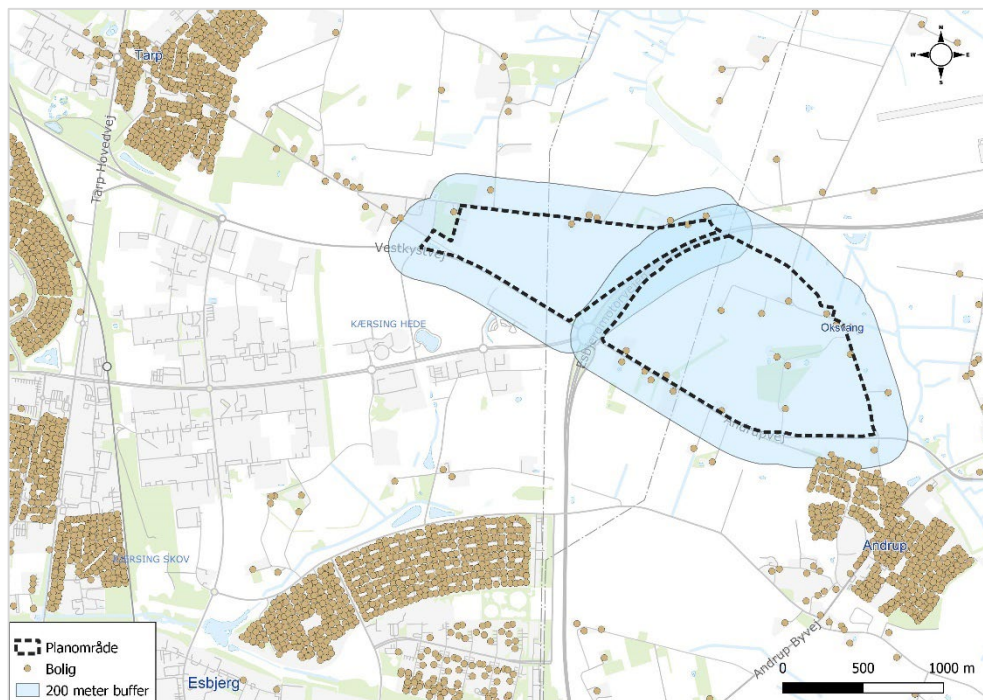 Tarp
N
W E
S
Tarp Hovedvej
Vestkystvej
KÆRSING HEDE
Oksvang
Andrupvej
Andrup
KÆRSING SKOV
Andrup Byvej
Esbjerg
Planområde
Bolig
200 meter buffer
0 500 1000 m